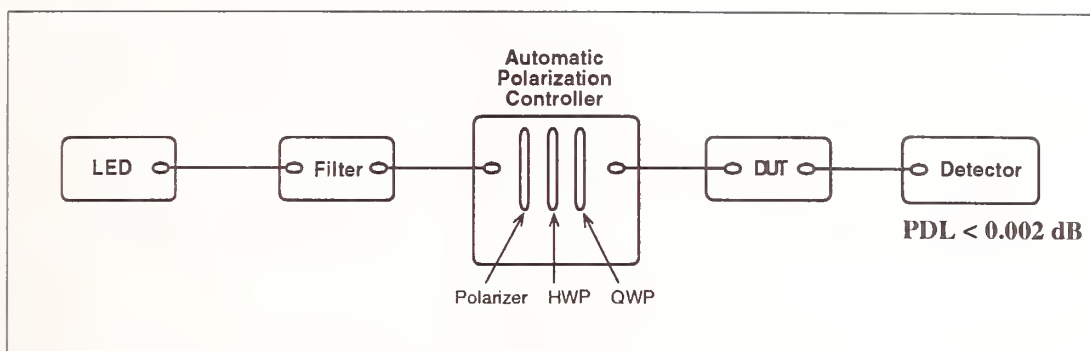 Automatic
Polarization
Controller
LED
Filter
DUT
Detector
PDL < 0.002 dB
Polarizer HWP QWP